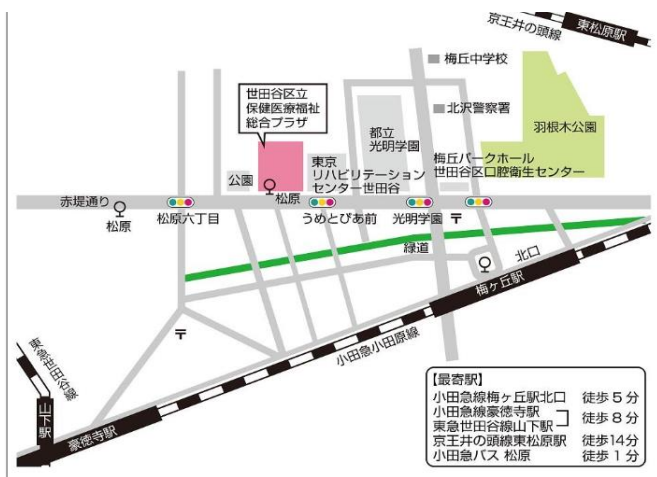 京王井の頭線
東松原駅
梅丘中学校
世田谷区立
保健医療福祉
総合プラザ
北沢警察署
都立
光明学園
羽根木公園
梅丘パークホール
世田谷区口腔衛生センター
公園
東京
リハビリテーション
センター世田谷
赤堤通り
松原
松原六丁目
松原
うめとぴあ前
光明学園
〒
緑道
北口
梅ヶ丘駅
〒
小田急小田原線
東急世田谷線
山下駅
豪徳寺駅
【最寄駅】
小田急線梅ヶ丘駅北口 徒歩5分
小田急線豪徳寺駅
東急世田谷線山下駅 徒歩8分
京王井の頭線東松原駅 徒歩14分
小田急バス 松原 徒歩1分